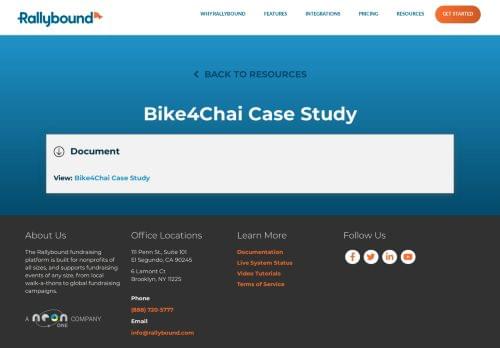 Rallybound
WHY RALLYBOUND
FEATURES
INTEGRATIONS
PRICING
RESOURCES
GET STARTED
BACK TO RESOURCES
Bike4Chai Case Study
Document
View: Bike4Chai Case Study
About Us
The Rallybound fundraising
platform is built for nonprofits of
all sizes, and supports fundraising
events of any size, from local
walk-a-thons to global fundraising
campaigns.
A neon one COMPANY
Office Locations
111 Penn St., Suite 101
El Segundo, CA 90245
6 Lamont Ct
Brooklyn, NY 11225
Phone
(888) 720-5777
Email
info@rallybound.com
Learn More
Documentation
Live System Status
Video Tutorials
Terms of Service
Follow Us